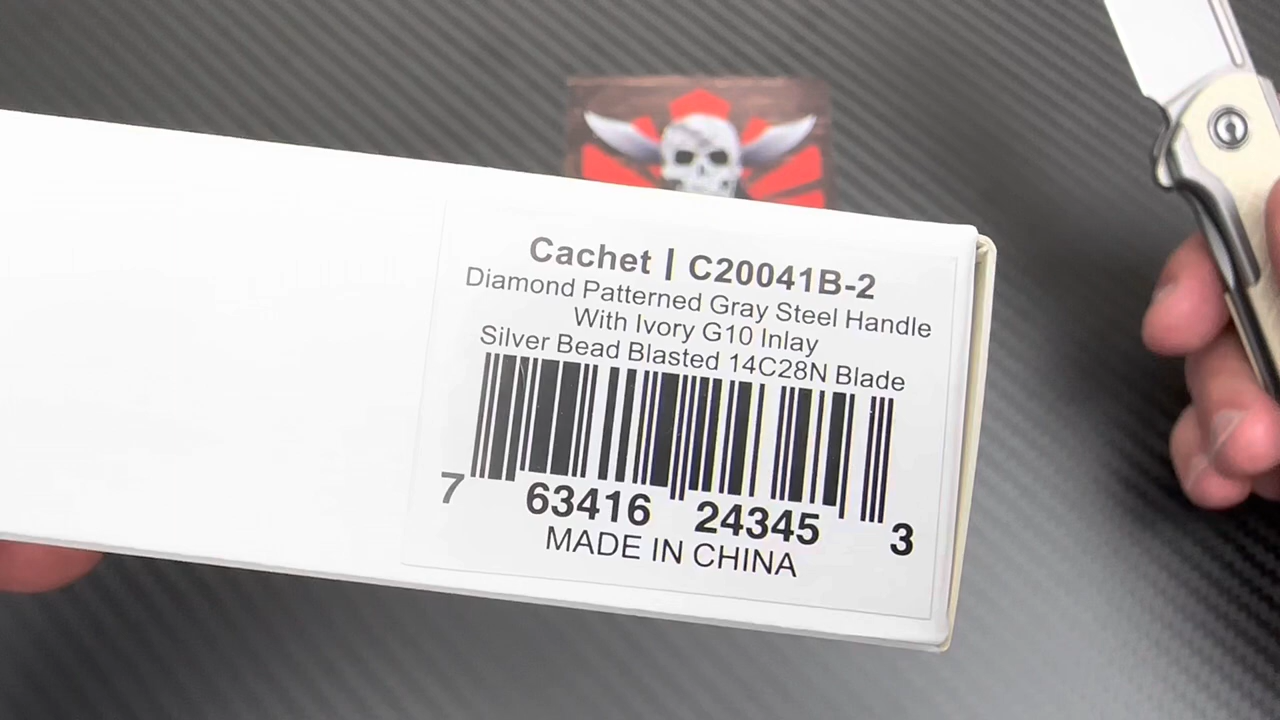 Cachet | C20041B-2
Diamond Patterned Gray Steel Handle
With Ivory G10 Inlay
Silver Bead Blasted 14C28N Blade
7 63416 24345 3
MADE IN CHINA